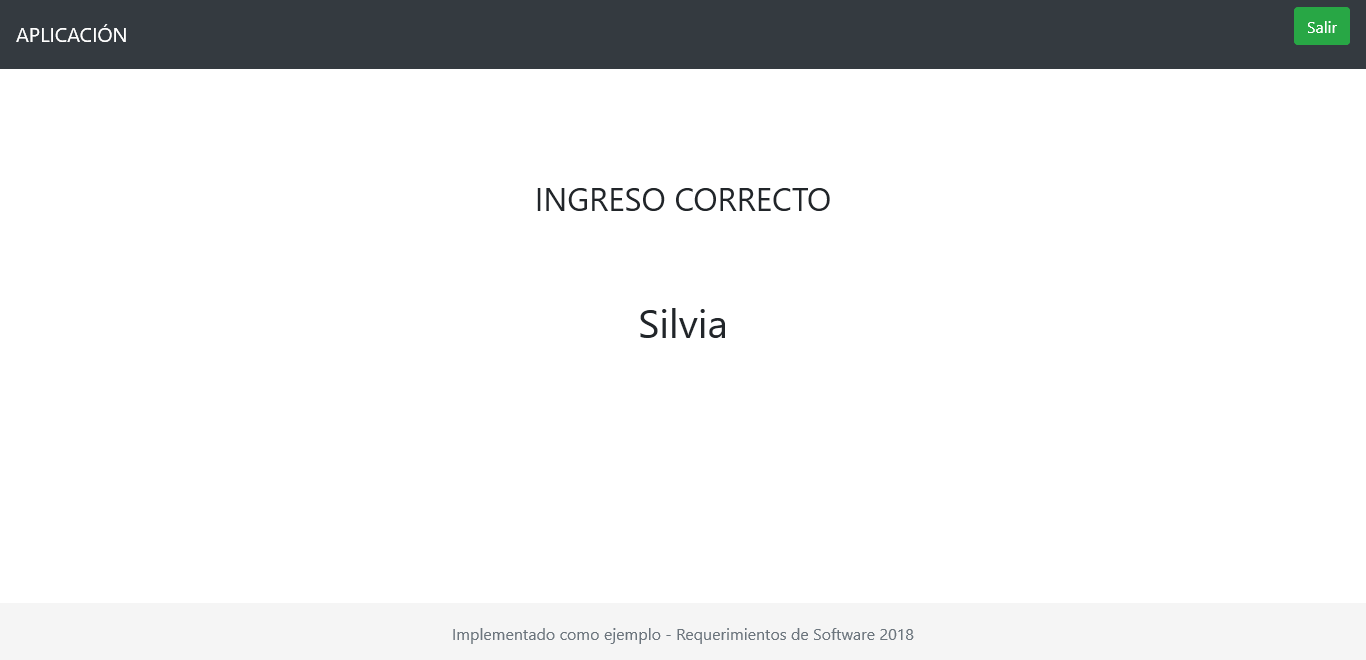 APLICACIÓN
Salir
INGRESO CORRECTO
Silvia
Implementado como ejemplo - Requerimientos de Software 2018